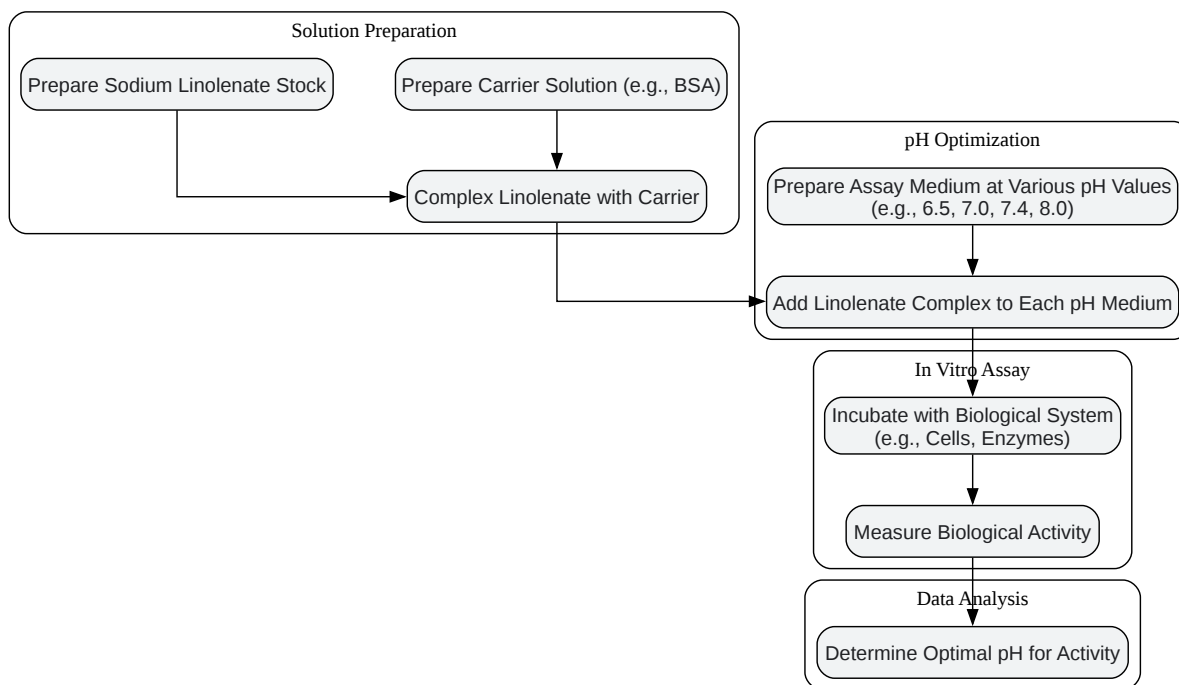 Solution Preparation
Prepare Sodium Linolenate Stock
Prepare Carrier Solution (e.g., BSA)
Complex Linolenate with Carrier
pH Optimization
Prepare Assay Medium at Various pH Values
(e.g., 6.5, 7.0, 7.4, 8.0)
Add Linolenate Complex to Each pH Medium
In Vitro Assay
Incubate with Biological System
(e.g., Cells, Enzymes)
Measure Biological Activity
Data Analysis
Determine Optimal pH for Activity